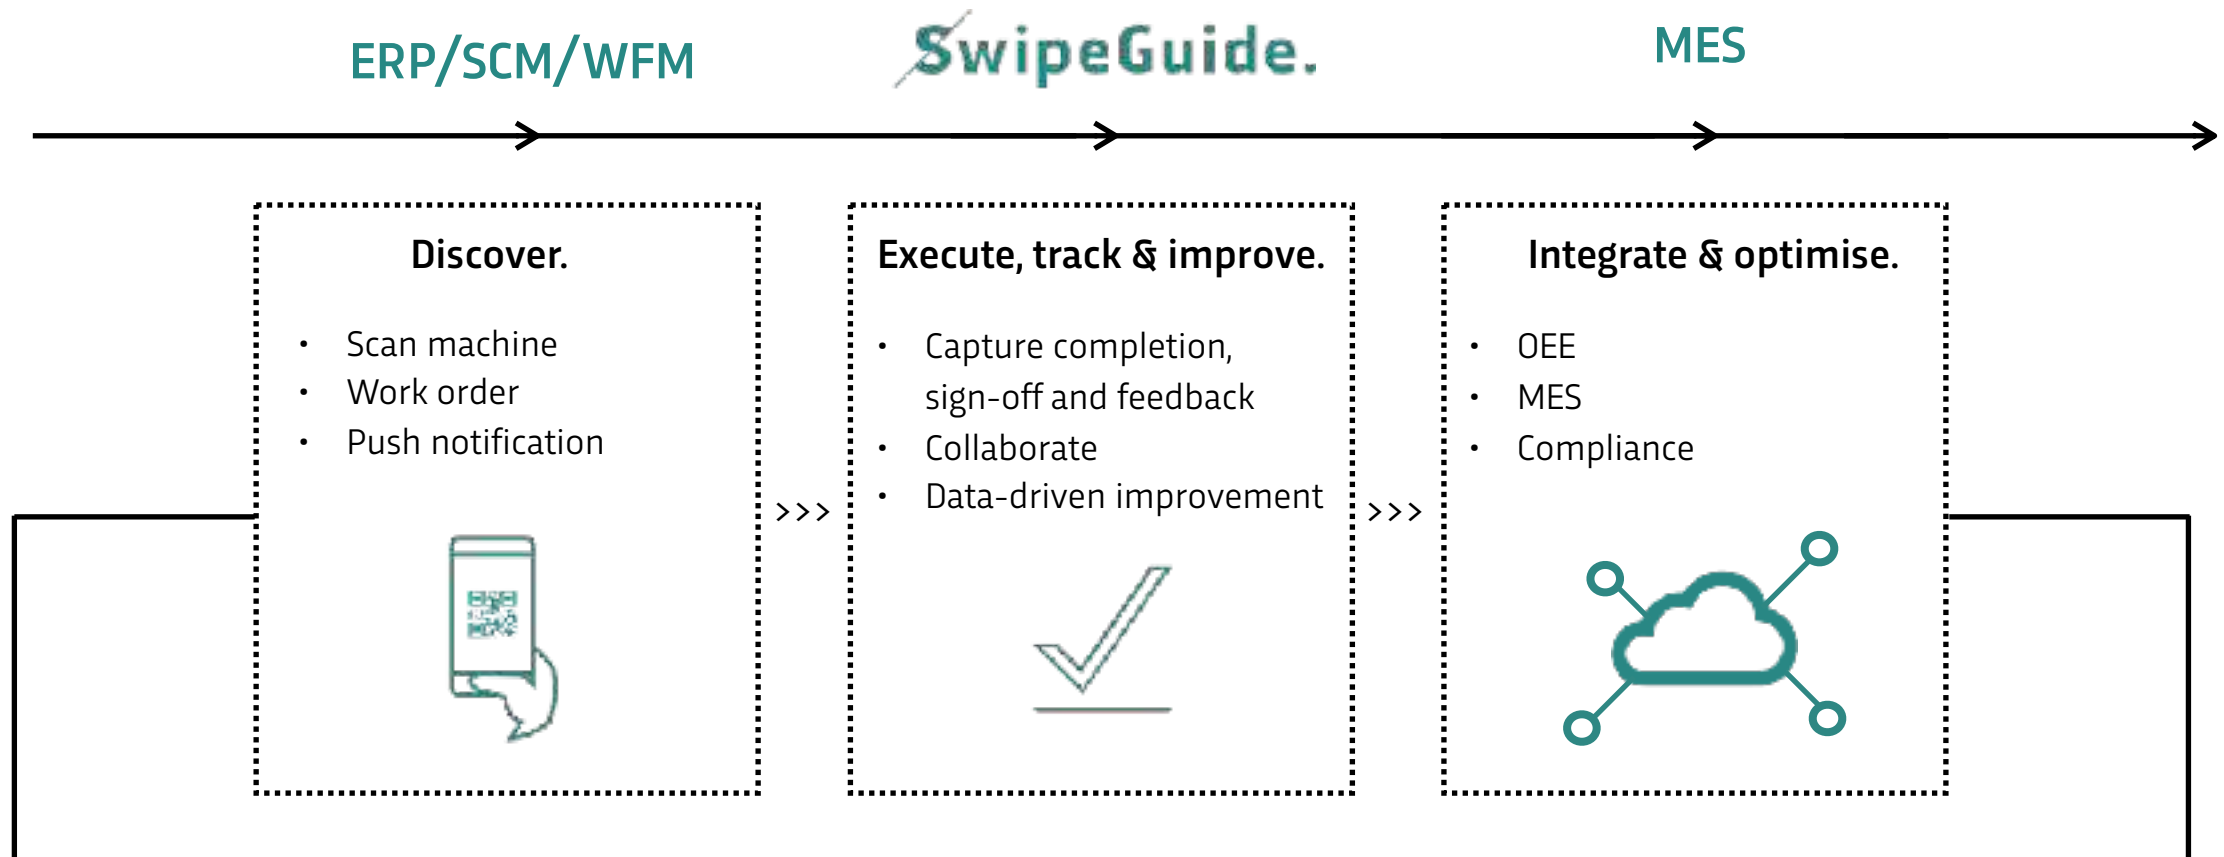 ERP/SCM/WFM
SwipeGuide.
MES
Discover.
• Scan machine
• Work order
• Push notification
>>>
Execute, track & improve.
• Capture completion,
sign-off and feedback
• Collaborate
• Data-driven improvement
>>>
Integrate & optimise.
• OEE
• MES
• Compliance